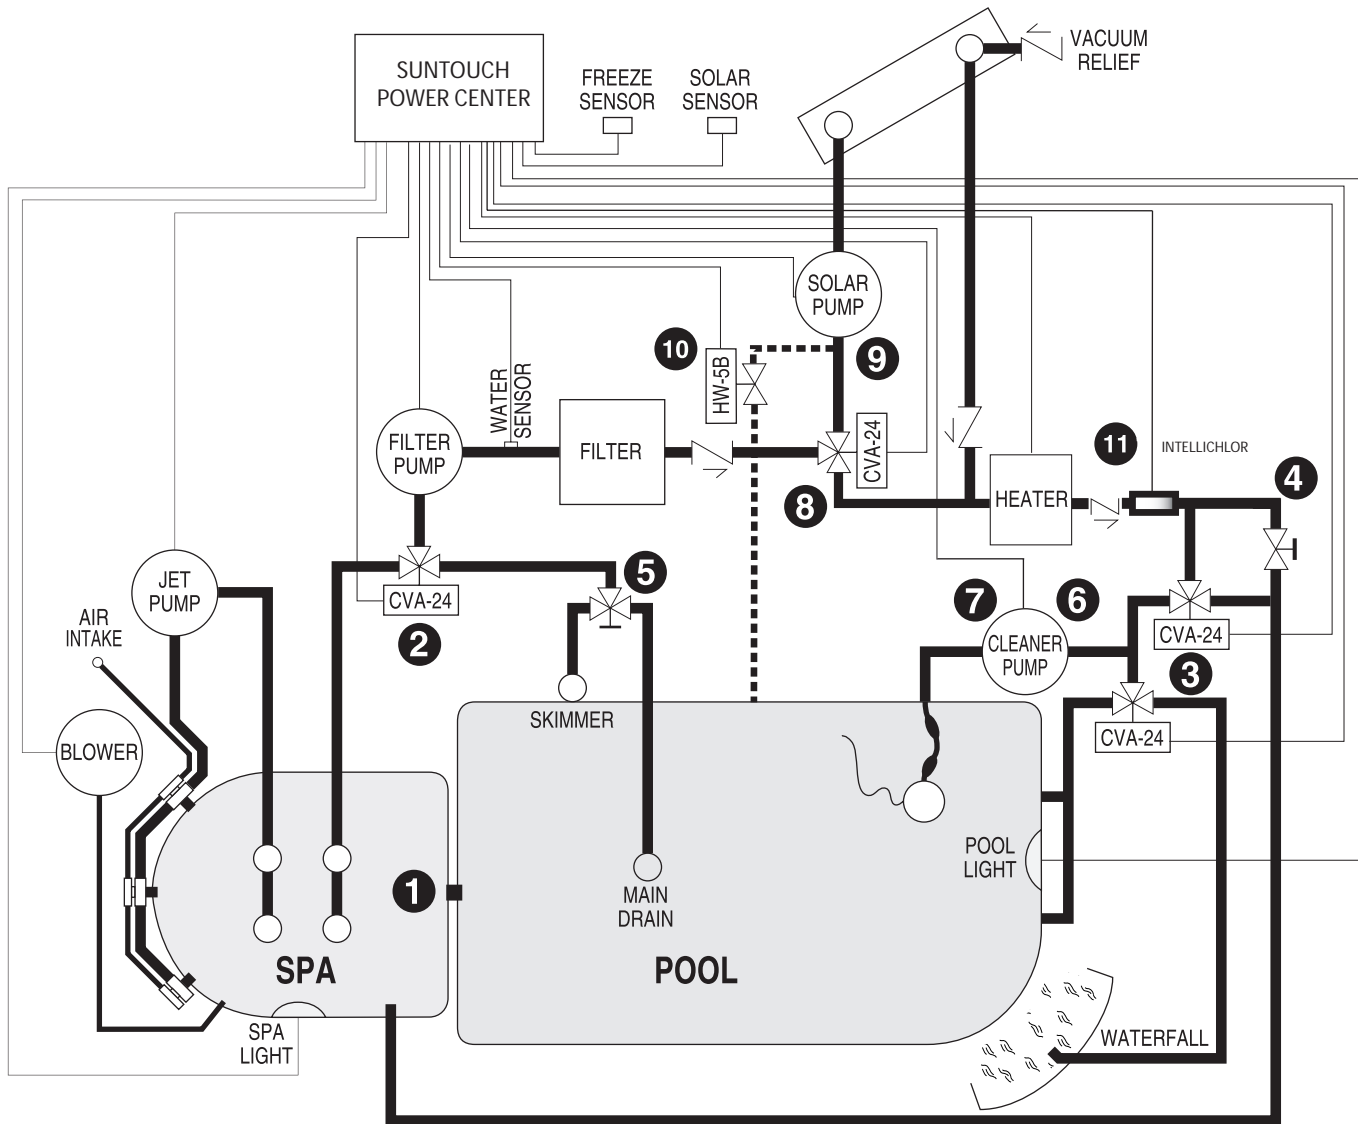 SUNTOUCH
POWER CENTER
FREEZE
SENSOR
SOLAR
SENSOR
VACUUM
RELIEF
SOLAR
PUMP
10
9
HW-5B
WATER
SENSOR
FILTER
PUMP
FILTER
CVA-24
8
11
INTELLICHLOR
4
HEATER
JET
PUMP
AIR
INTAKE
CVA-24
2
5
7
6
CLEANER
PUMP
CVA-24
3
CVA-24
SKIMMER
BLOWER
1
MAIN
DRAIN
POOL
LIGHT
SPA
POOL
SPA
LIGHT
WATERFALL